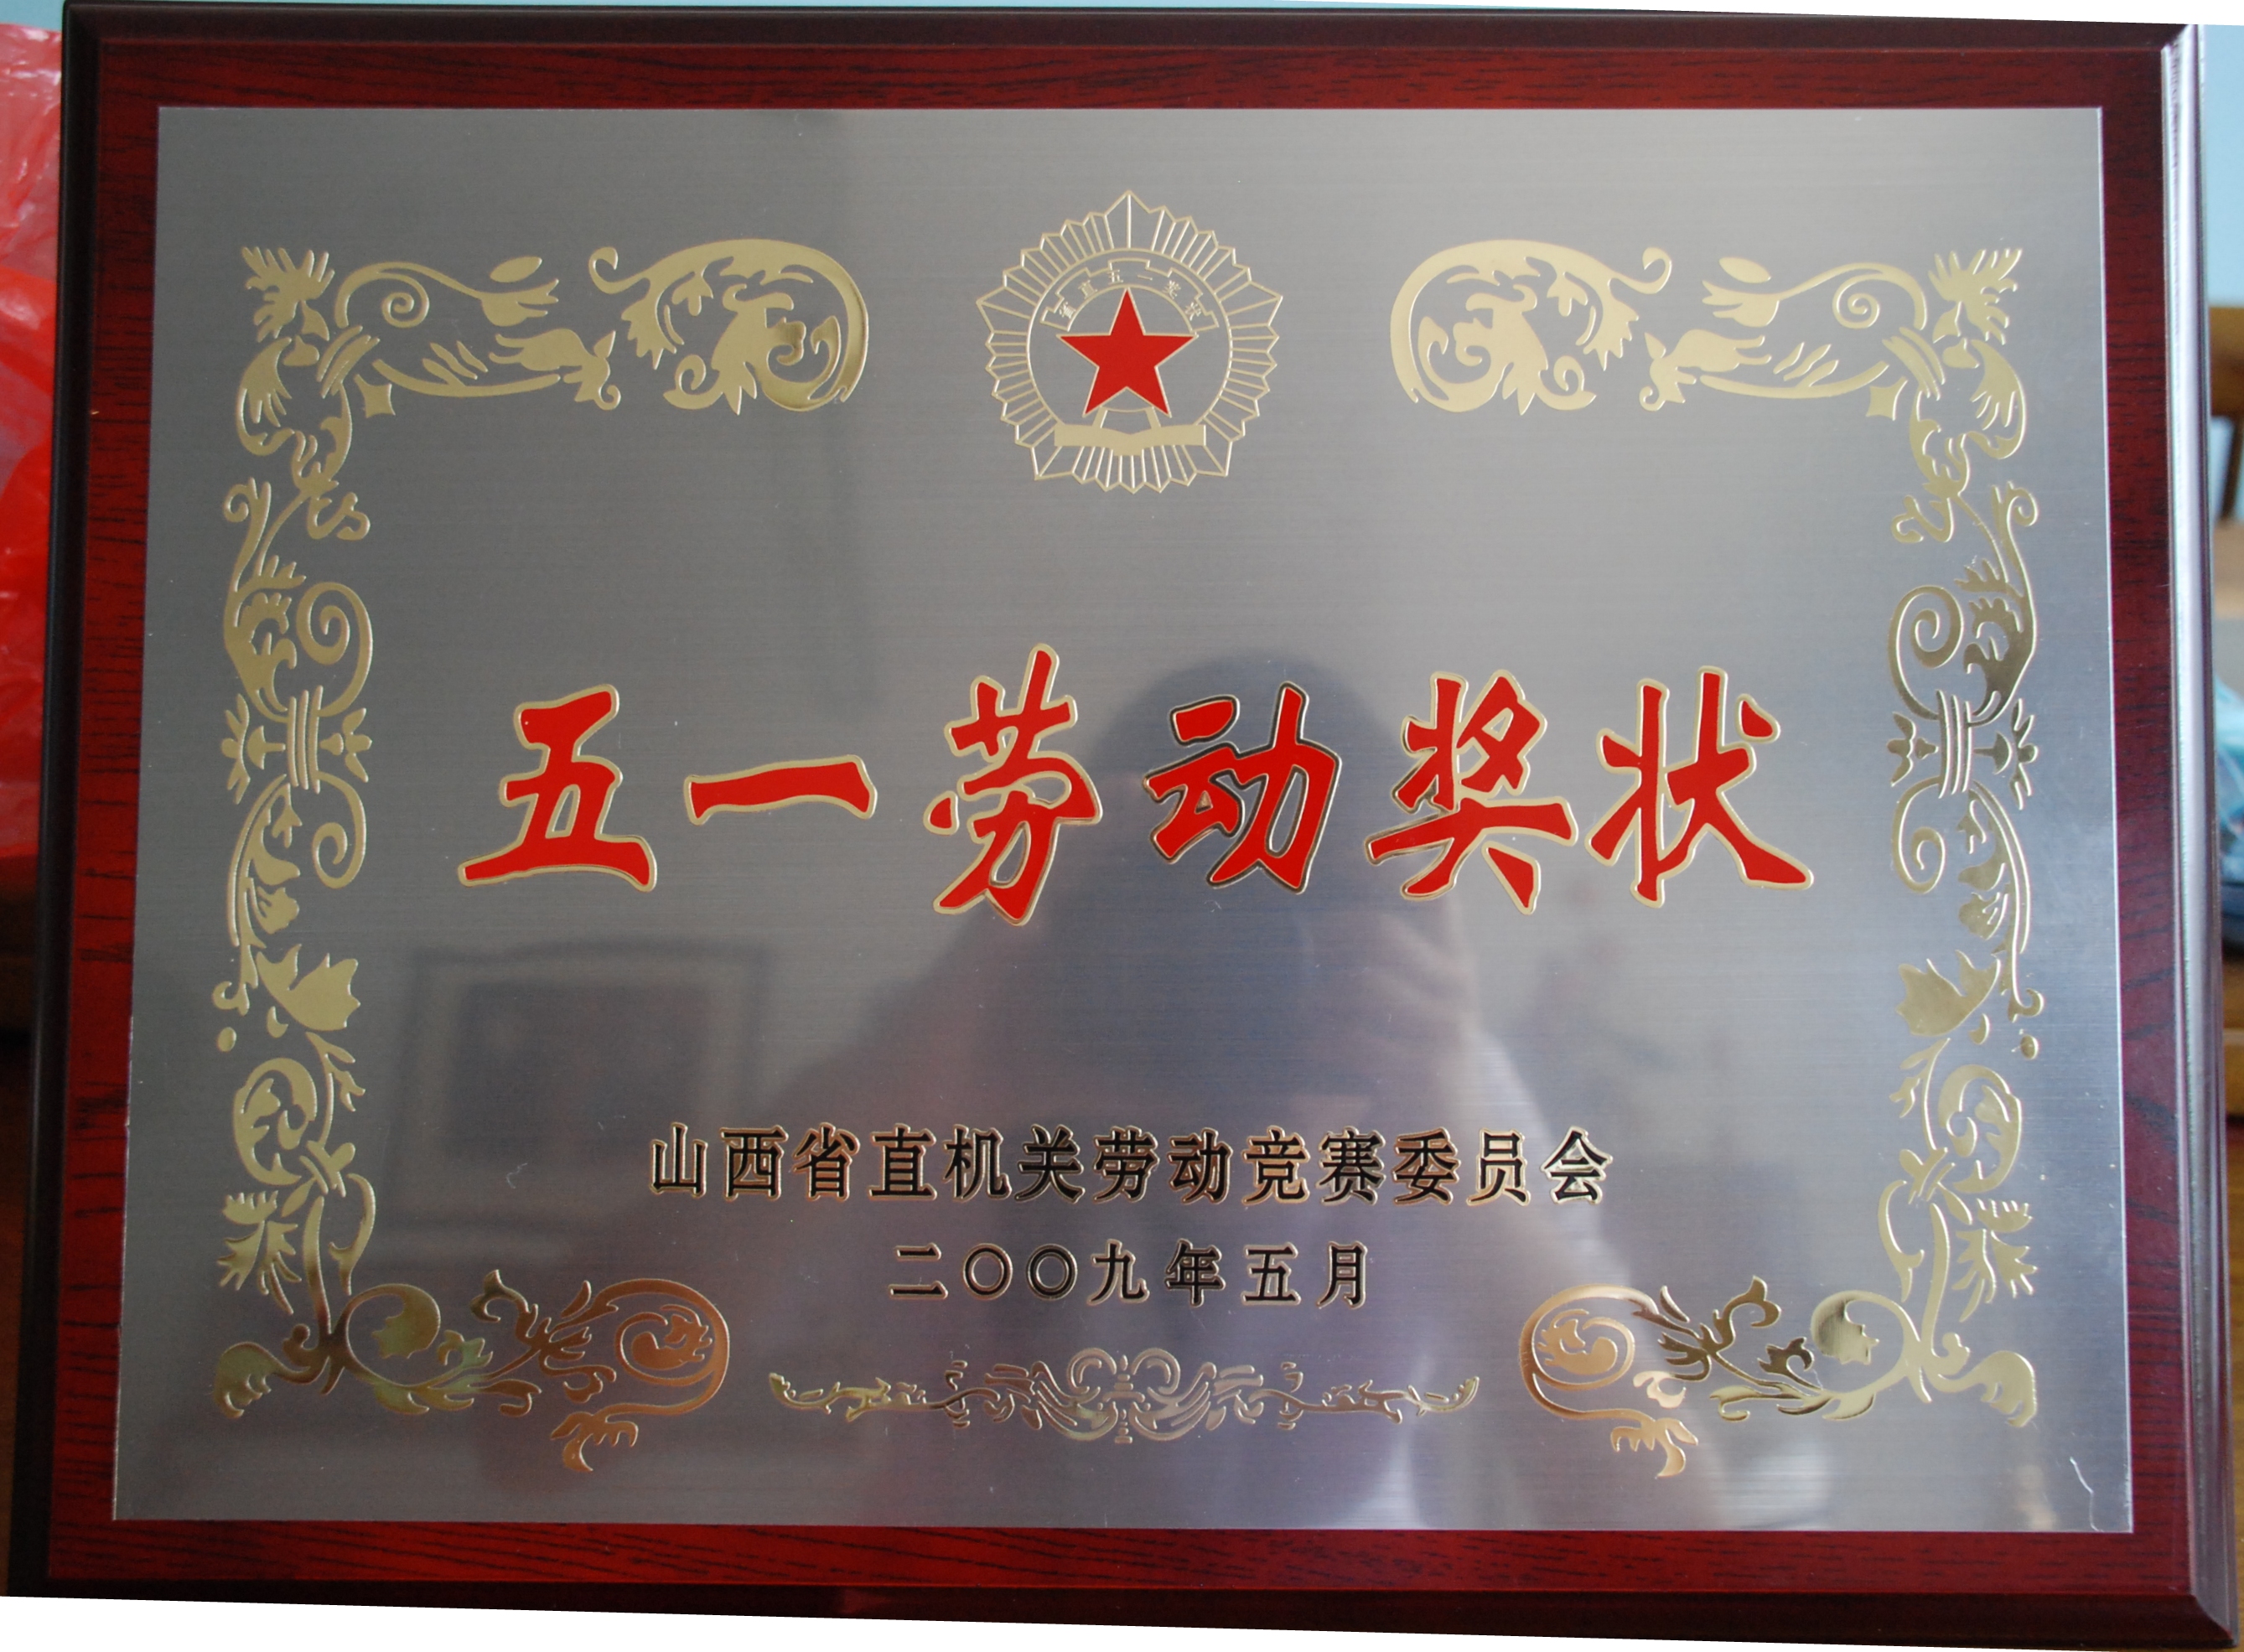 五一劳动奖状
山西省直机关劳动竞赛委员会
二〇〇九年五月